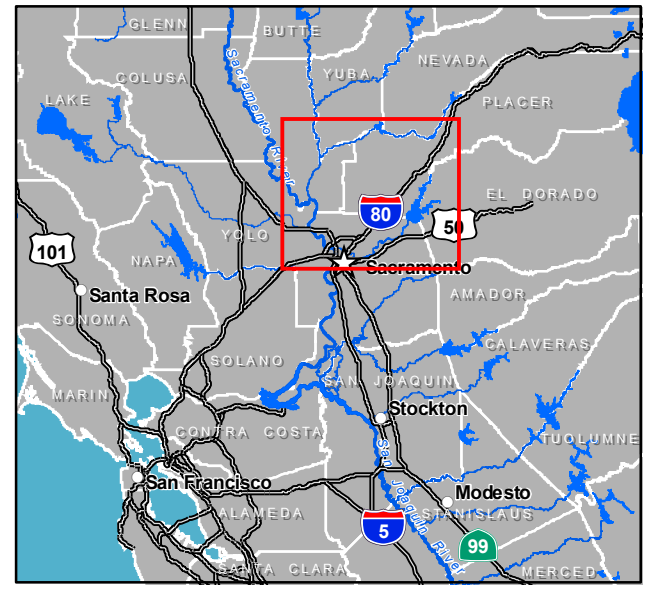 GLENN
BUTTE
NEVADA
YUBA
COLUSA
Sacramento River
LAKE
PLACER
EL DORADO
80
50
YOLO
101
NAPA
Sacramento
Santa Rosa
AMADOR
SONOMA
CALAVERAS
SOLANO
SAN JOAQUIN
MARIN
Stockton
CONTRA COSTA
TUOLUMNE
San Joaquin River
San Francisco
Modesto
ALAMEDA
STANISLAUS
5
99
SANTA CLARA
MERCED